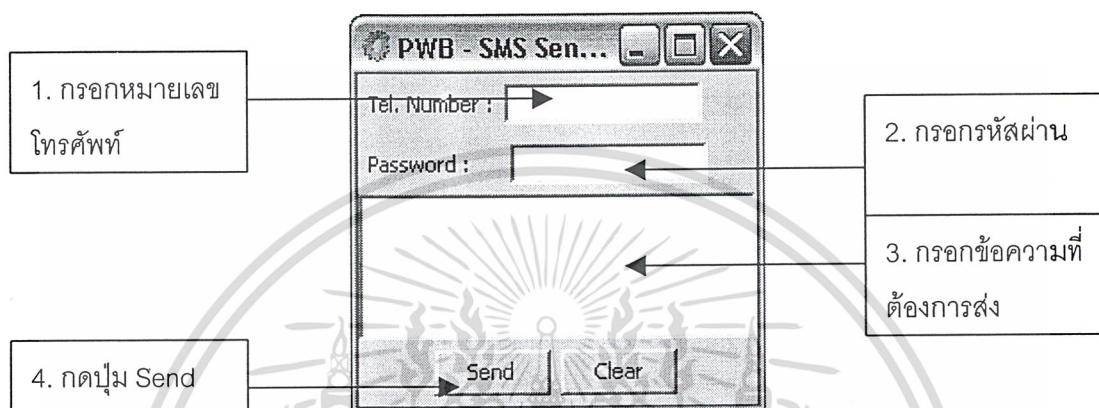 PWB - SMS Sen...
1. กรอกหมายเลข
โทรศัพท์
Tel. Number :
2. กรอกรหัสผ่าน
Password :
3. กรอกข้อความที่
ต้องการส่ง
4. กดปุ่ม Send
Send
Clear